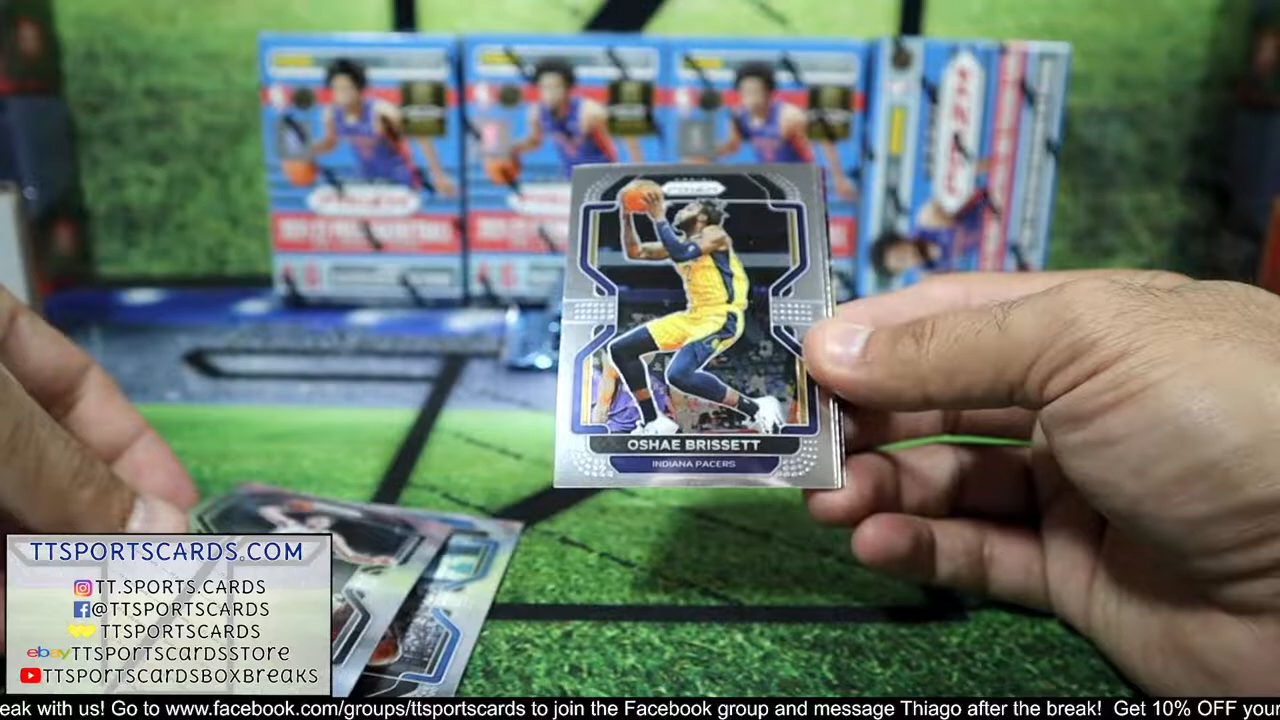 PRIZM
OSHAE BRISSETT
INDIANA PACERS
TTSPORTSCARDS.COM
TT.SPORTS.CARDS
@TTSPORTSCARDS
TTSPORTSCARDS
ebay TTSPORTSCARDSSTORE
TTSPORTSCARDSBOXBREAKS
eak with us! Go to www.facebook.com/groups/ttsportscards to join the Facebook group and message Thiago after the break! Get 10% OFF your